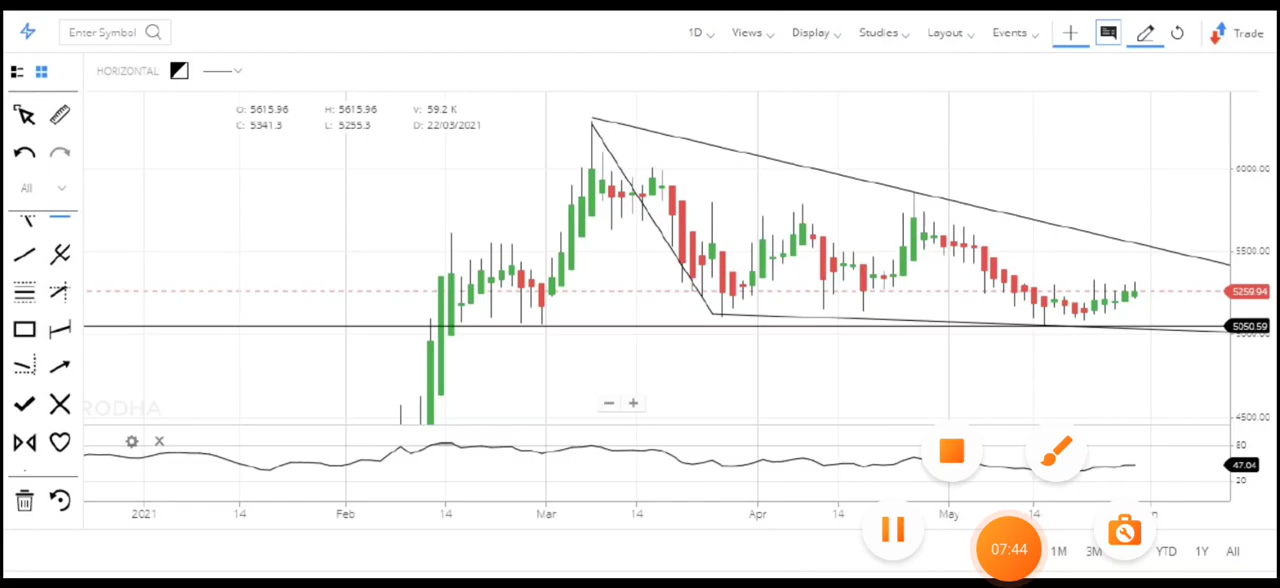 Enter Symbol
1D Views Display Studies Layout Events Trade
HORIZONTAL
O: 5615.96 H: 5615.96 V: 59.2 K
C: 5341.3 L: 5255.3 D: 22/03/2021
All
6000.00
5500.00
5259.94
5050.59
4500.00
RODHA
80
47.04
20
2021 14 Feb 14 Mar 14 Apr 14 May 14
07:44 1M 3M YTD 1Y All